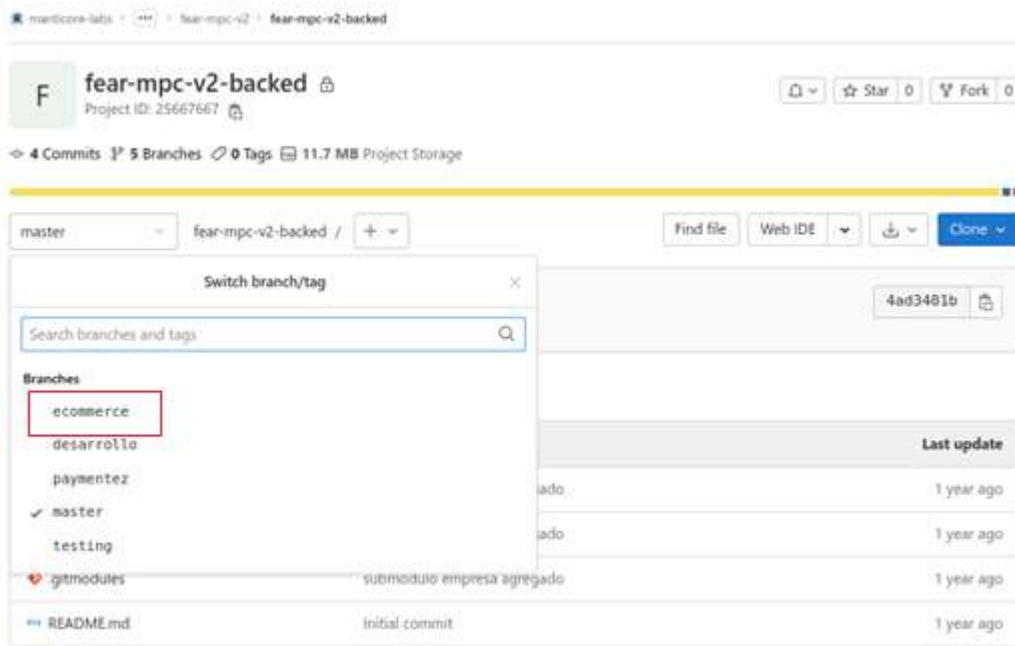 manticore-labs › ••• › fear-mpc-v2 › fear-mpc-v2-backed
F
fear-mpc-v2-backed
Project ID: 25667667
Star 0
Fork 0
4 Commits 5 Branches 0 Tags 11.7 MB Project Storage
master
fear-mpc-v2-backed /
Find file
Web IDE
Clone
Switch branch/tag
4ad3481b
Search branches and tags
Branches
ecommerce
desarrollo
Last update
paymentez
ado
1 year ago
master
ado
1 year ago
testing
gitmodules submodulo empresa agregado 1 year ago
README.md Initial commit 1 year ago